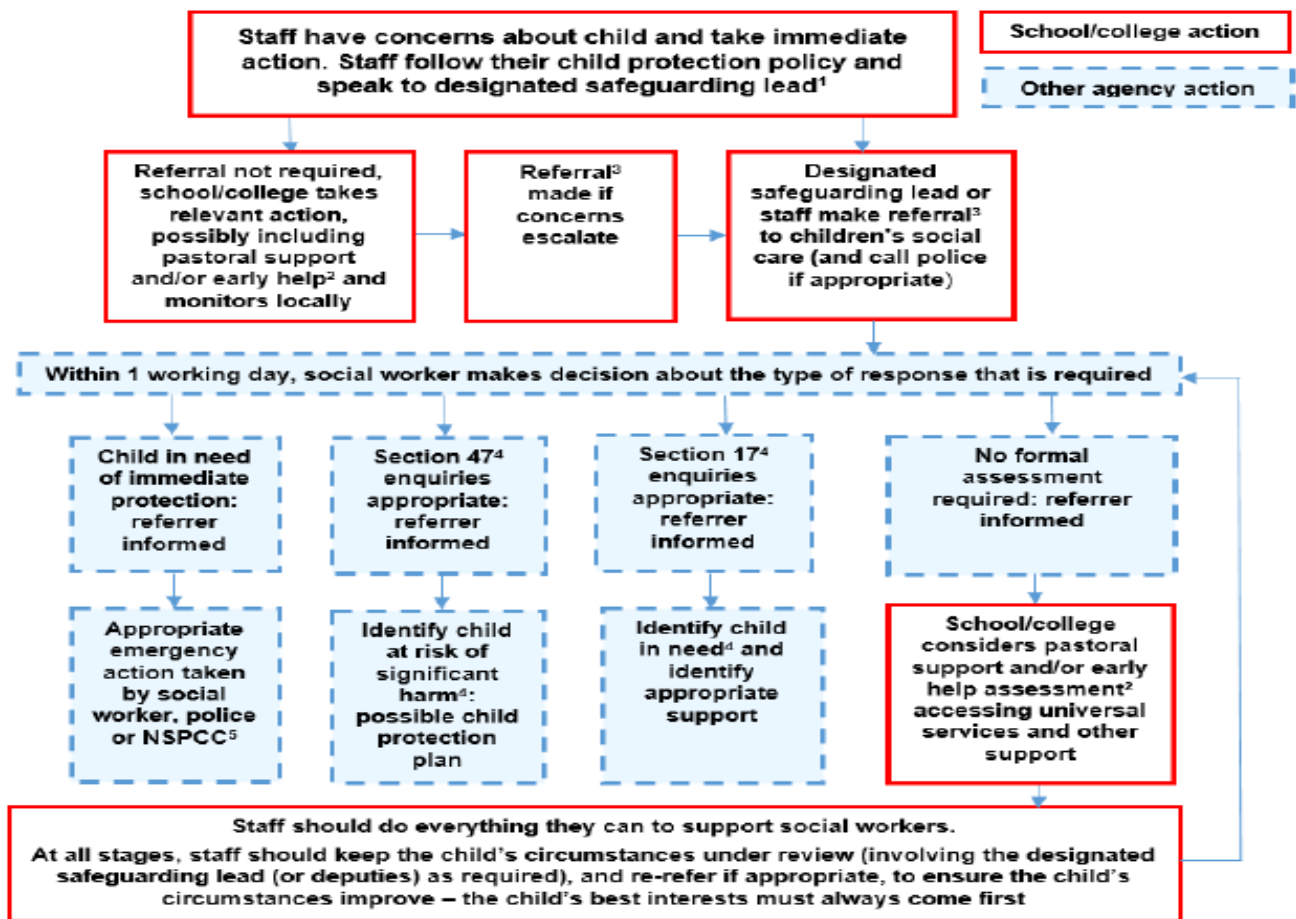 Staff have concerns about child and take immediate
action. Staff follow their child protection policy and
speak to designated safeguarding lead¹
School/college action
Other agency action
Referral not required,
school/college takes
relevant action,
possibly including
pastoral support
and/or early help² and
monitors locally
Referral³
made if
concerns
escalate
Designated
safeguarding lead or
staff make referral³
to children's social
care (and call police
if appropriate)
Within 1 working day, social worker makes decision about the type of response that is required
Child in need
of immediate
protection:
referrer
informed
Section 47⁴
enquiries
appropriate:
referrer
informed
Section 17⁴
enquiries
appropriate:
referrer
informed
No formal
assessment
required: referrer
informed
Appropriate
emergency
action taken
by social
worker, police
or NSPCC⁵
Identify child
at risk of
significant
harm⁴:
possible child
protection
plan
Identify child
in need⁴ and
identify
appropriate
support
School/college
considers pastoral
support and/or early
help assessment²
accessing universal
services and other
support
Staff should do everything they can to support social workers.
At all stages, staff should keep the child's circumstances under review (involving the designated
safeguarding lead (or deputies) as required), and re-refer if appropriate, to ensure the child's
circumstances improve – the child's best interests must always come first